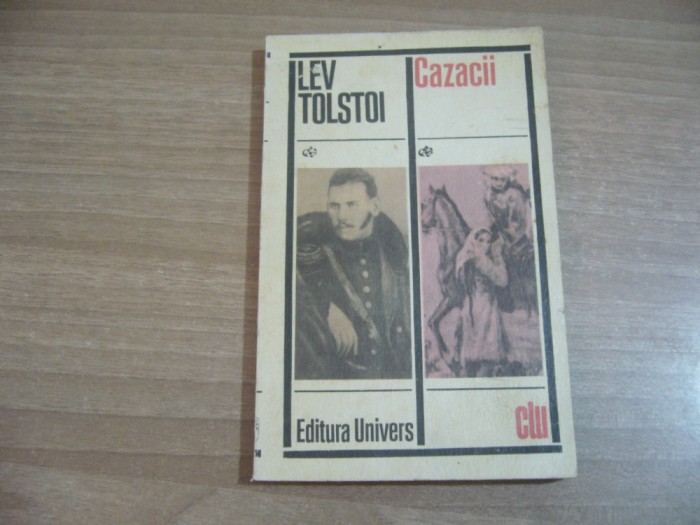 LEV
TOLSTOI
Cazacii
Editura Univers
clu